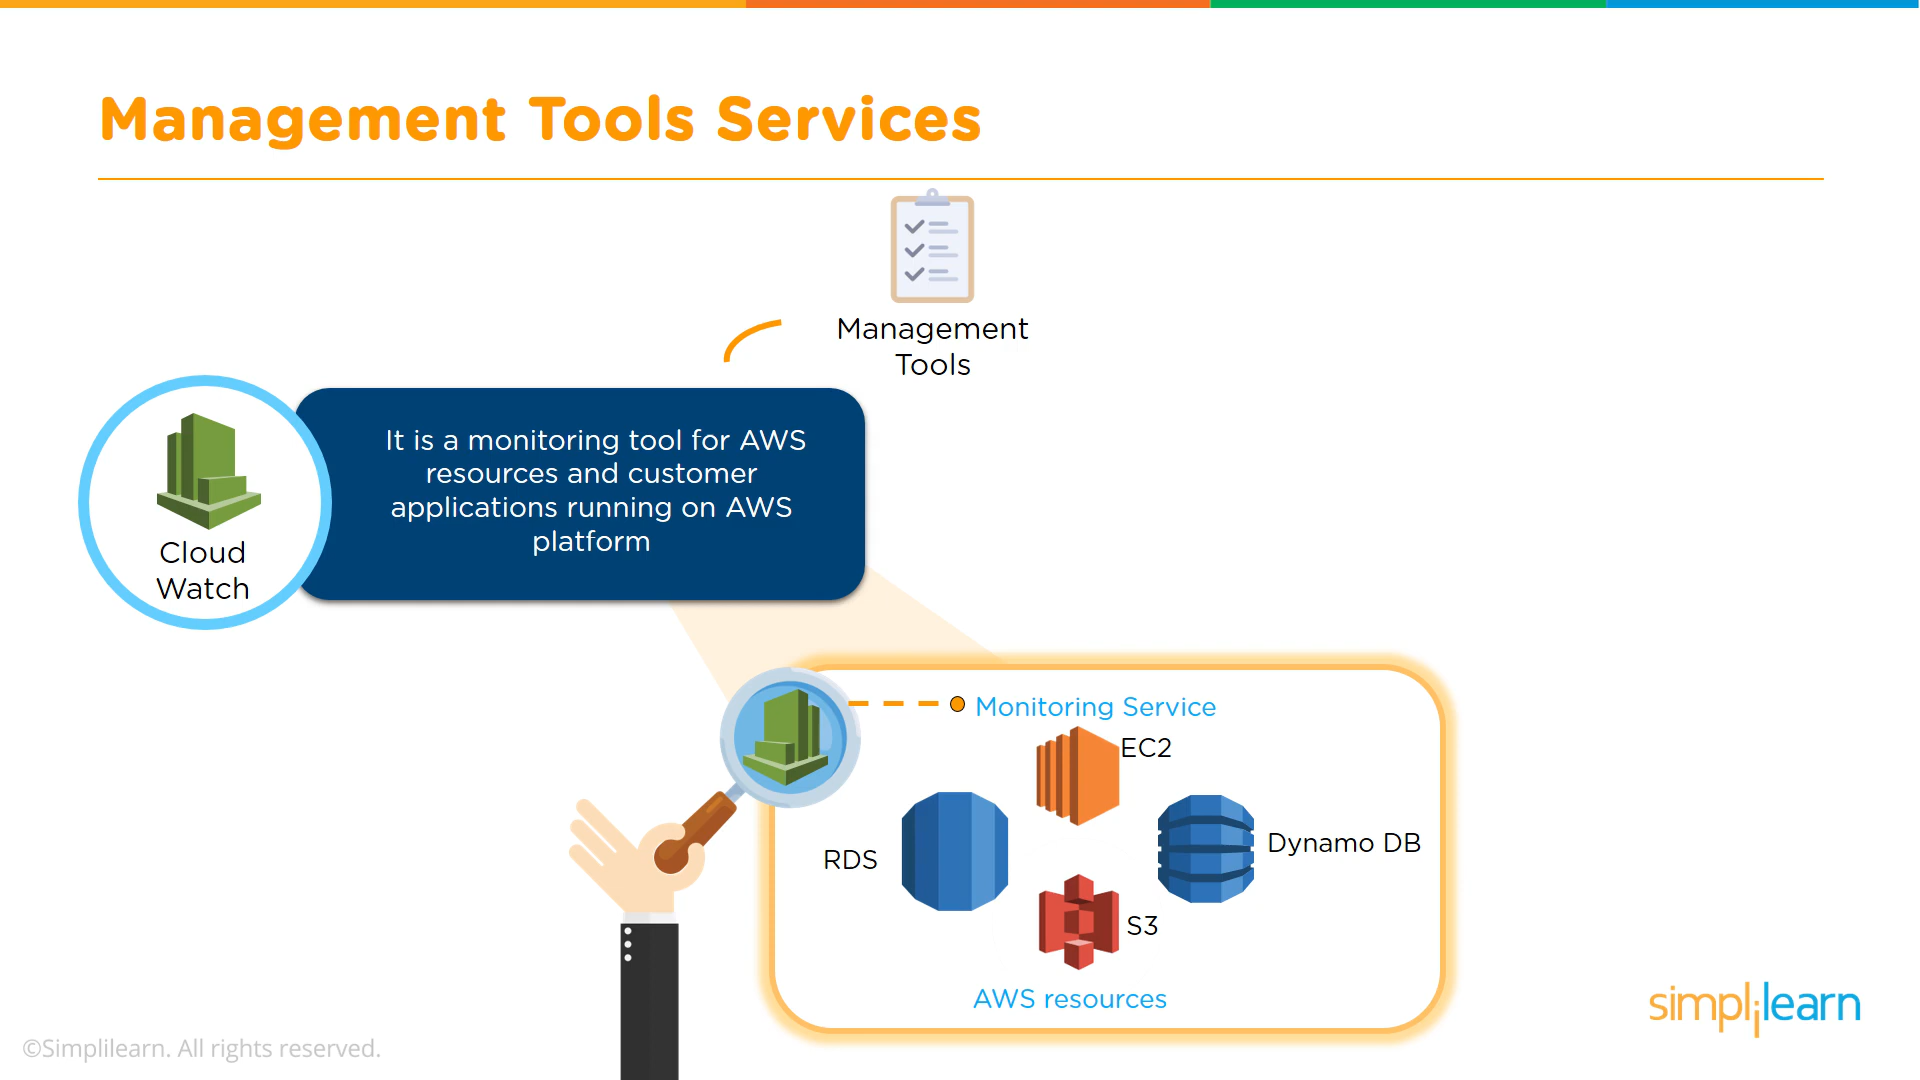 Management Tools Services
Management
Tools
It is a monitoring tool for AWS
resources and customer
applications running on AWS
platform
Cloud
Watch
Monitoring Service
EC2
RDS
Dynamo DB
S3
AWS resources
simplilearn
©Simplilearn. All rights reserved.